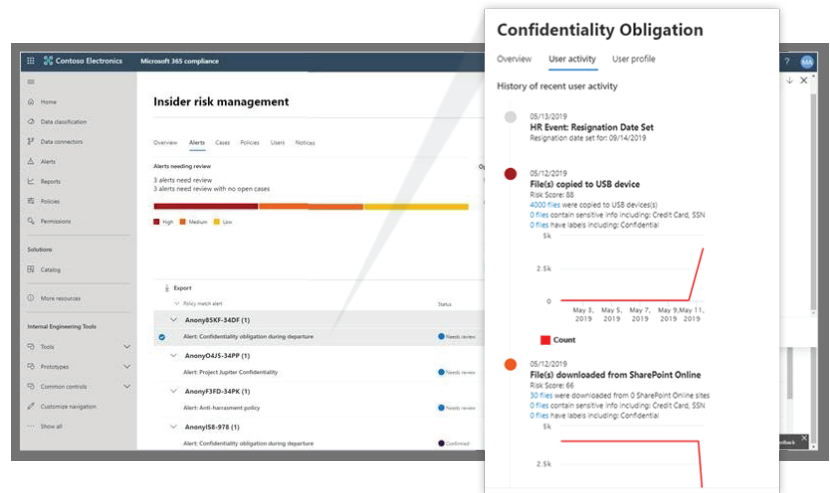 Contoso Electronics
Microsoft 365 compliance
?
MA
Home
Data classification
Data connectors
Alerts
Reports
Policies
Permissions
Solutions
Catalog
More resources
Internal Engineering Tools
Tools
Prototypes
Common controls
Customize navigation
Show all
Insider risk management
Overview Alerts Cases Policies Users Notices
Alerts needing review
3 alerts need review
3 alerts need review with no open cases
High Medium Low
Export
Policy match alert Status
Anony85KF-34DF (1)
Alert: Confidentiality obligation during departure Needs review
AnonyO4J5-34PP (1)
Alert: Project Jupiter Confidentiality Needs review
AnonyF3FD-34PK (1)
Alert: Anti-harrasment policy Needs review
AnonyIS8-978 (1)
Alert: Confidentiality obligation during departure Confirmed
Confidentiality Obligation
Overview User activity User profile
History of recent user activity
05/13/2019
HR Event: Resignation Date Set
Resignation date set for: 09/14/2019
05/12/2019
File(s) copied to USB device
Risk Score: 88
4000 files were copied to USB devices(s)
0 files contain sensitive info including: Credit Card, SSN
0 files have labels including: Confidential
5k
2.5k
0
May 3, May 5, May 7, May 9, May 11,
2019 2019 2019 2019 2019
Count
05/12/2019
File(s) downloaded from SharePoint Online
Risk Score: 66
30 files were downloaded from 0 SharePoint Online sites
0 files contain sensitive info including: Credit Card, SSN
0 files have labels including: Confidential
5k
2.5k